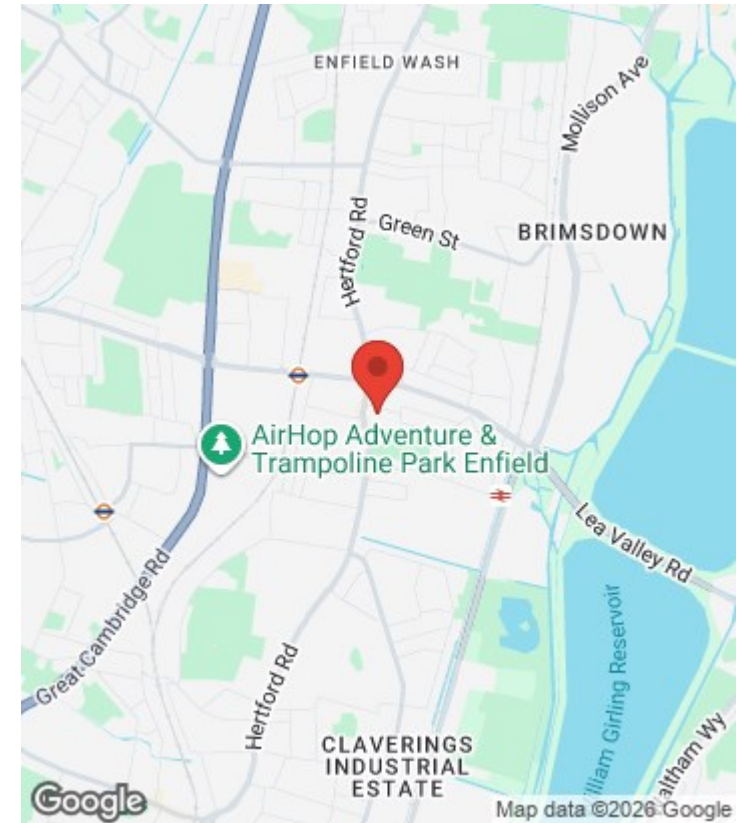 ENFIELD WASH
Mollison Ave
Hertford Rd
Green St
BRIMSDOWN
AirHop Adventure &
Trampoline Park Enfield
Lea Valley Rd
Great Cambridge Rd
Hertford Rd
Girling Reservoir
CLAVERINGS
INDUSTRIAL
ESTATE
Wy
Google
Map data ©2026 Google